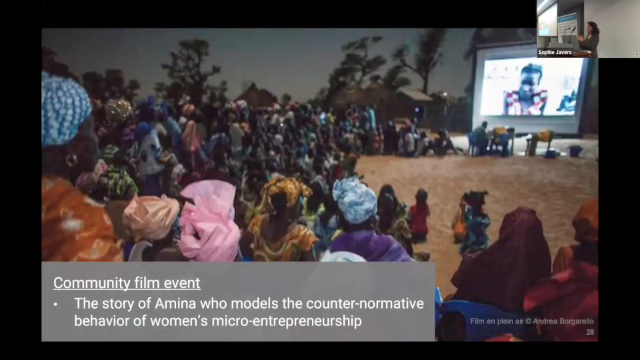 Sophie Javers
Community film event
• The story of Amina who models the counter-normative
behavior of women's micro-entrepreneurship
Film en plein air © Andrea Borgarello
28